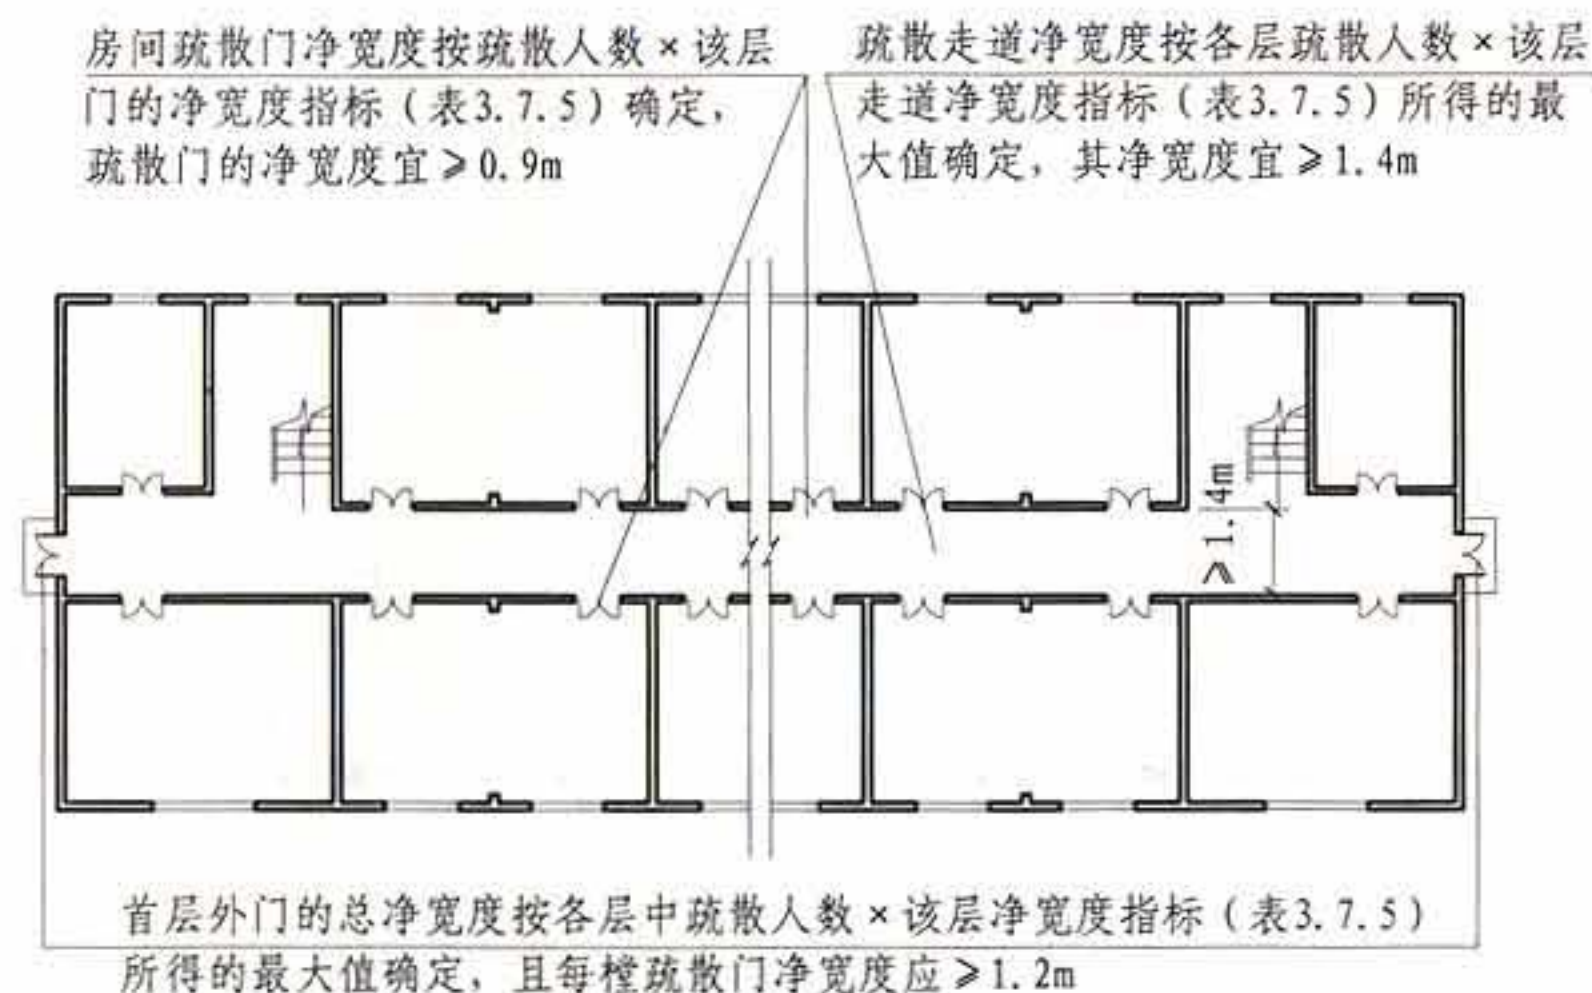 房间疏散门净宽度按疏散人数×该层
门的净宽度指标(表3.7.5)确定,
疏散门的净宽度宜≥0.9m
疏散走道净宽度按各层疏散人数×该层
走道净宽度指标(表3.7.5)所得的最
大值确定,其净宽度宜≥1.4m
≥1.4m
首层外门的总净宽度按各层中疏散人数×该层净宽度指标(表3.7.5)
所得的最大值确定,且每樘疏散门净宽度应≥1.2m